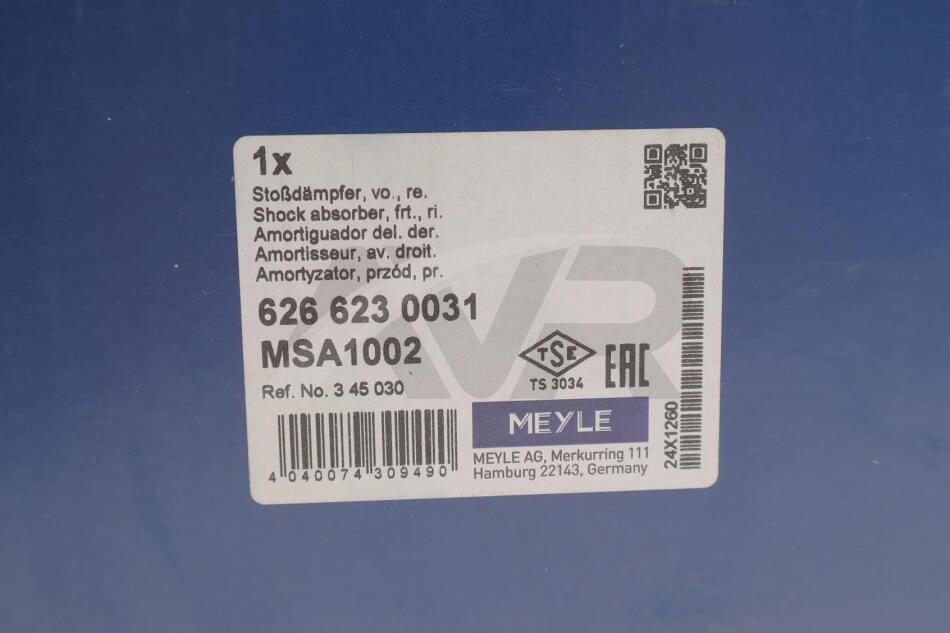 1x
Stoßdämpfer, vo., re.
Shock absorber, frt., ri.
Amortiguador del. der.
Amortisseur, av. droit.
Amortyzator, przód, pr.
626 623 0031
MSA1002
Ref. No. 3 45 030
4 040074 309490
TSE
TS 3034
EAC
MEYLE
MEYLE AG, Merkurring 111
Hamburg 22143, Germany
24X1260
VR